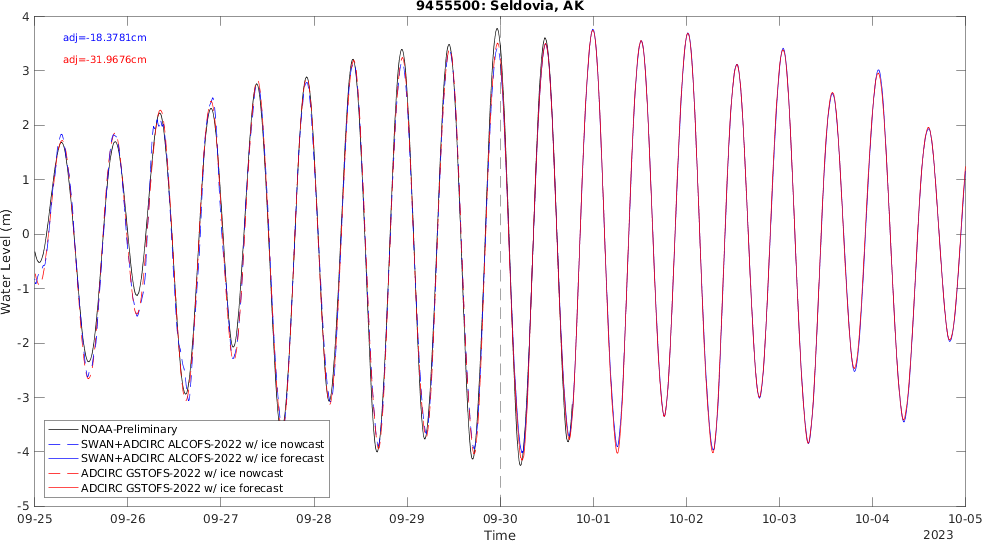 9455500: Seldovia, AK
adj=-18.3781cm
adj=-31.9676cm
Water Level (m)
4
3
2
1
0
-1
-2
-3
-4
-5
NOAA-Preliminary
SWAN+ADCIRC ALCOFS-2022 w/ ice nowcast
SWAN+ADCIRC ALCOFS-2022 w/ ice forecast
ADCIRC GSTOFS-2022 w/ ice nowcast
ADCIRC GSTOFS-2022 w/ ice forecast
09-25 09-26 09-27 09-28 09-29 09-30 10-01 10-02 10-03 10-04 10-05
Time
2023